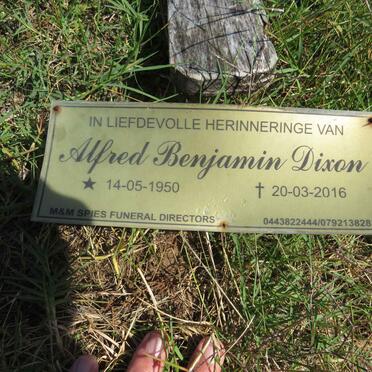 IN LIEFDEVOLLE HERINNERINGE VAN
Alfred Benjamin Dixon
★ 14-05-1950 † 20-03-2016
M&M SPIES FUNERAL DIRECTORS 0443822444/079213828